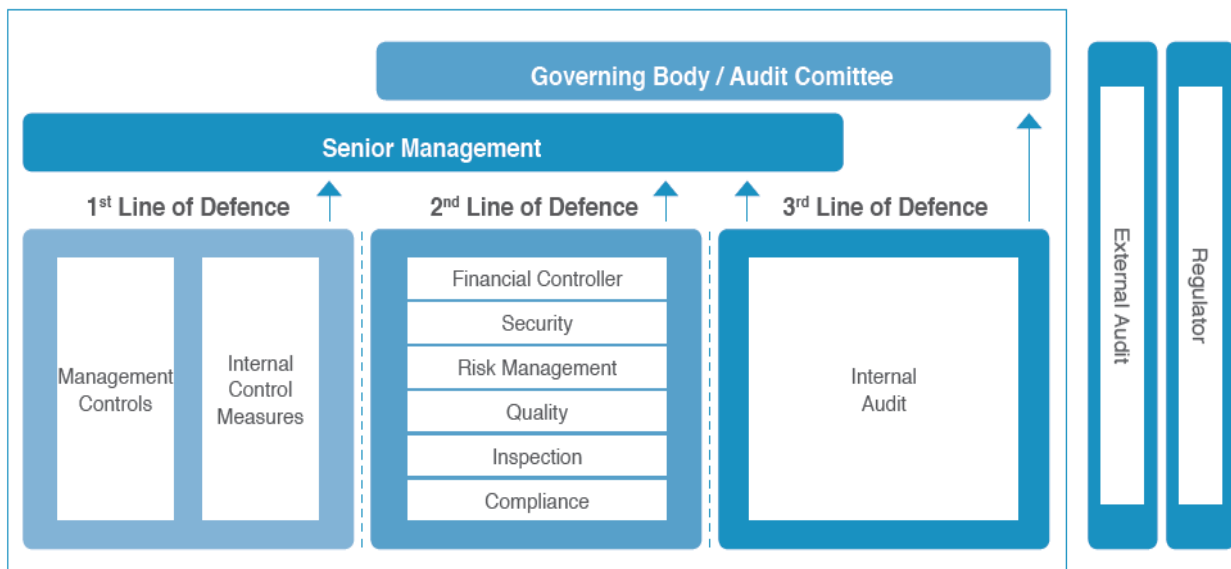 Governing Body / Audit Comittee
Senior Management
1st Line of Defence
2nd Line of Defence
3rd Line of Defence
Management
Controls
Internal
Control
Measures
Financial Controller
Security
Risk Management
Quality
Inspection
Compliance
Internal
Audit
External Audit
Regulator